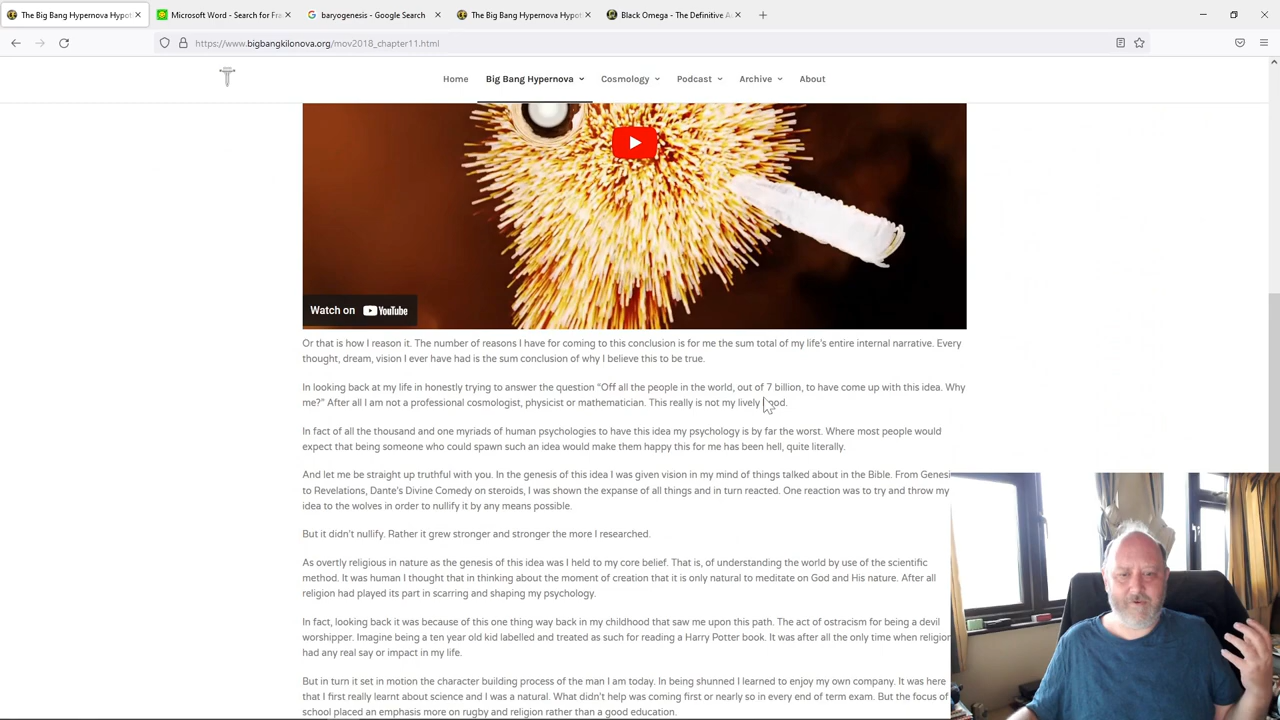 The Big Bang Hypernova Hypot
Microsoft Word - Search for Fra
baryogenesis - Google Search
The Big Bang Hypernova Hypot
Black Omega - The Definitive A
https://www.bigbangkilonova.org/mov2018_chapter11.html
Home
Big Bang Hypernova
Cosmology
Podcast
Archive
About
Watch on YouTube
Or that is how I reason it. The number of reasons I have for coming to this conclusion is for me the sum total of my life's entire internal narrative. Every
thought, dream, vision I ever have had is the sum conclusion of why I believe this to be true.
In looking back at my life in honestly trying to answer the question “Off all the people in the world, out of 7 billion, to have come up with this idea. Why
me?” After all I am not a professional cosmologist, physicist or mathematician. This really is not my lively hood.
In fact of all the thousand and one myriads of human psychologies to have this idea my psychology is by far the worst. Where most people would
expect that being someone who could spawn such an idea would make them happy this for me has been hell, quite literally.
And let me be straight up truthful with you. In the genesis of this idea I was given vision in my mind of things talked about in the Bible. From Genesi
to Revelations, Dante's Divine Comedy on steroids, I was shown the expanse of all things and in turn reacted. One reaction was to try and throw my
idea to the wolves in order to nullify it by any means possible.
But it didn't nullify. Rather it grew stronger and stronger the more I researched.
As overtly religious in nature as the genesis of this idea was I held to my core belief. That is, of understanding the world by use of the scientific
method. It was human I thought that in thinking about the moment of creation that it is only natural to meditate on God and His nature. After all
religion had played its part in scarring and shaping my psychology.
In fact, looking back it was because of this one thing way back in my childhood that saw me upon this path. The act of ostracism for being a devil
worshipper. Imagine being a ten year old kid labelled and treated as such for reading a Harry Potter book. It was after all the only time when religion
had any real say or impact in my life.
But in turn it set in motion the character building process of the man I am today. In being shunned I learned to enjoy my own company. It was here
that I first really learnt about science and I was a natural. What didn't help was coming first or nearly so in every end of term exam. But the focus of
school placed an emphasis more on rugby and religion rather than a good education.